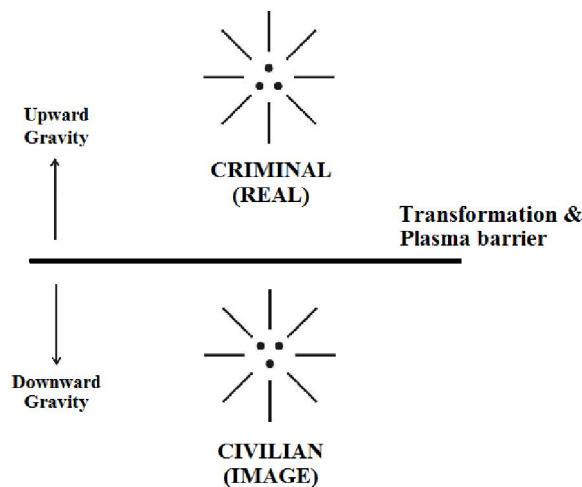 Upward
Gravity
CRIMINAL
(REAL)
Transformation &
Plasma barrier
Downward
Gravity
CIVILIAN
(IMAGE)